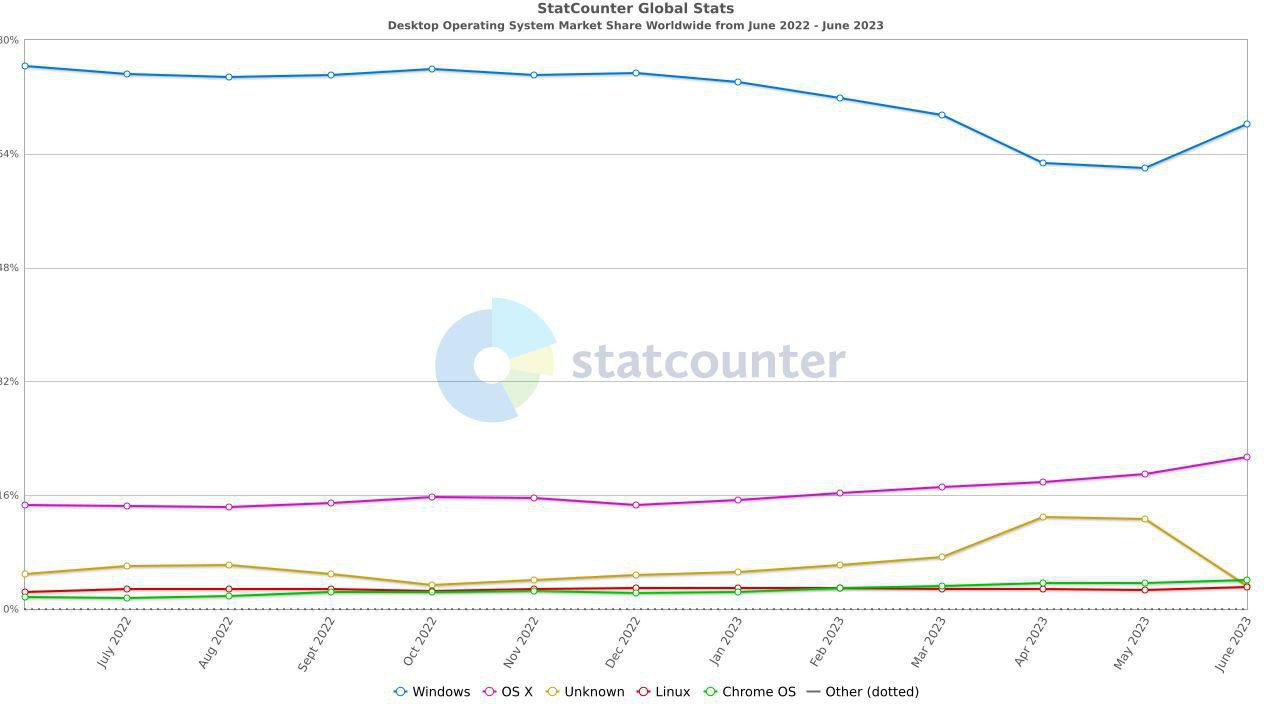 StatCounter Global Stats
Desktop Operating System Market Share Worldwide from June 2022 - June 2023
80%
64%
48%
32%
16%
0%
statcounter
July 2022
Aug 2022
Sept 2022
Oct 2022
Nov 2022
Dec 2022
Jan 2023
Feb 2023
Mar 2023
Apr 2023
May 2023
June 2023
Windows OS X Unknown Linux Chrome OS Other (dotted)